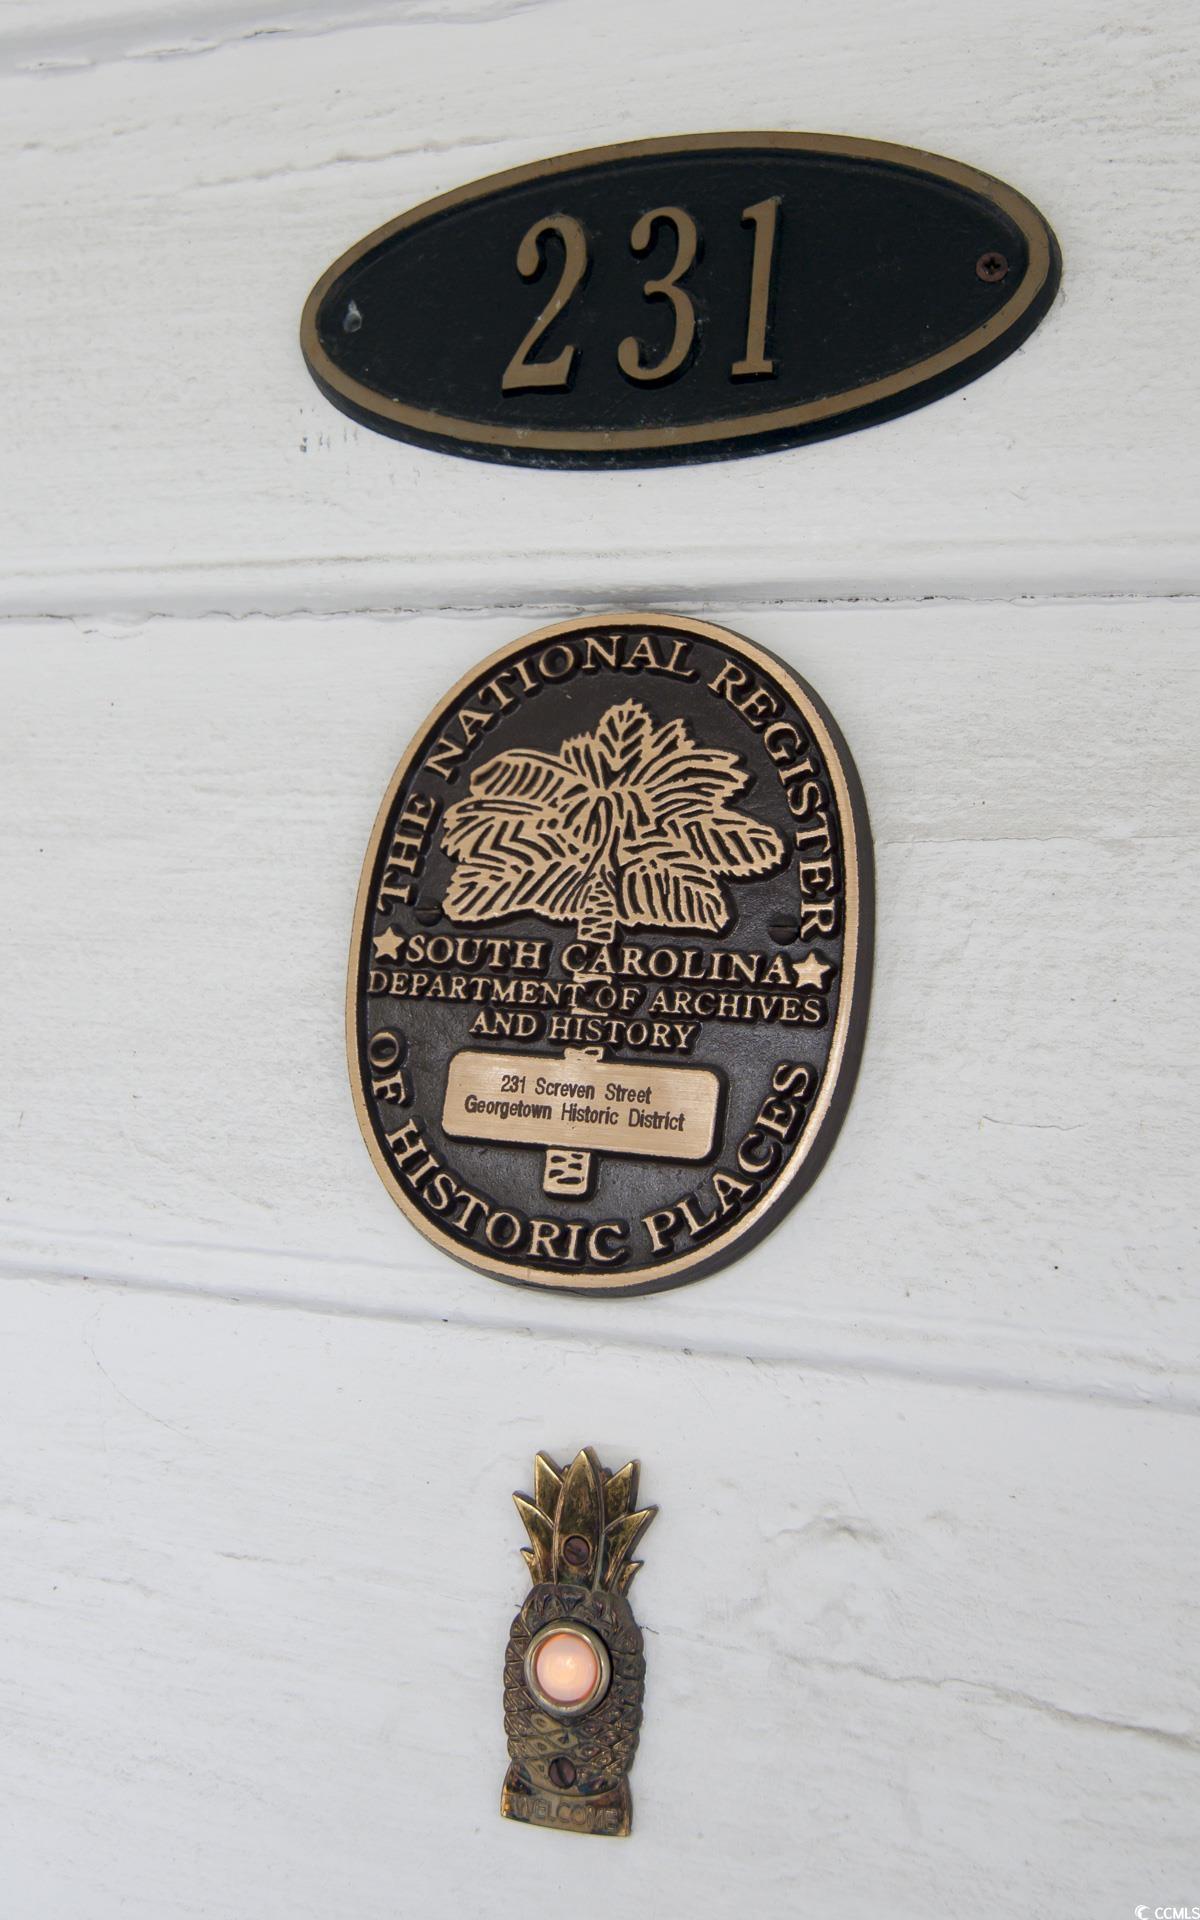 231
THE NATIONAL REGISTER
SOUTH CAROLINA
DEPARTMENT OF ARCHIVES
AND HISTORY
231 Screven Street
Georgetown Historic District
OF HISTORIC PLACES
WELCOME
CCMLS